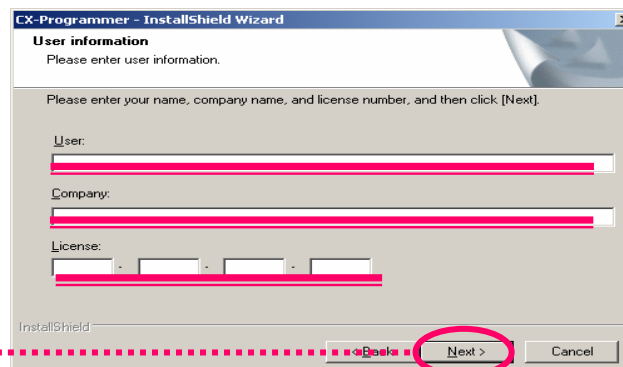 CX-Programmer - InstallShield Wizard
User information
Please enter user information.
Please enter your name, company name, and license number, and then click [Next].
User:
Company:
License:
- - -
InstallShield
< Back Next > Cancel